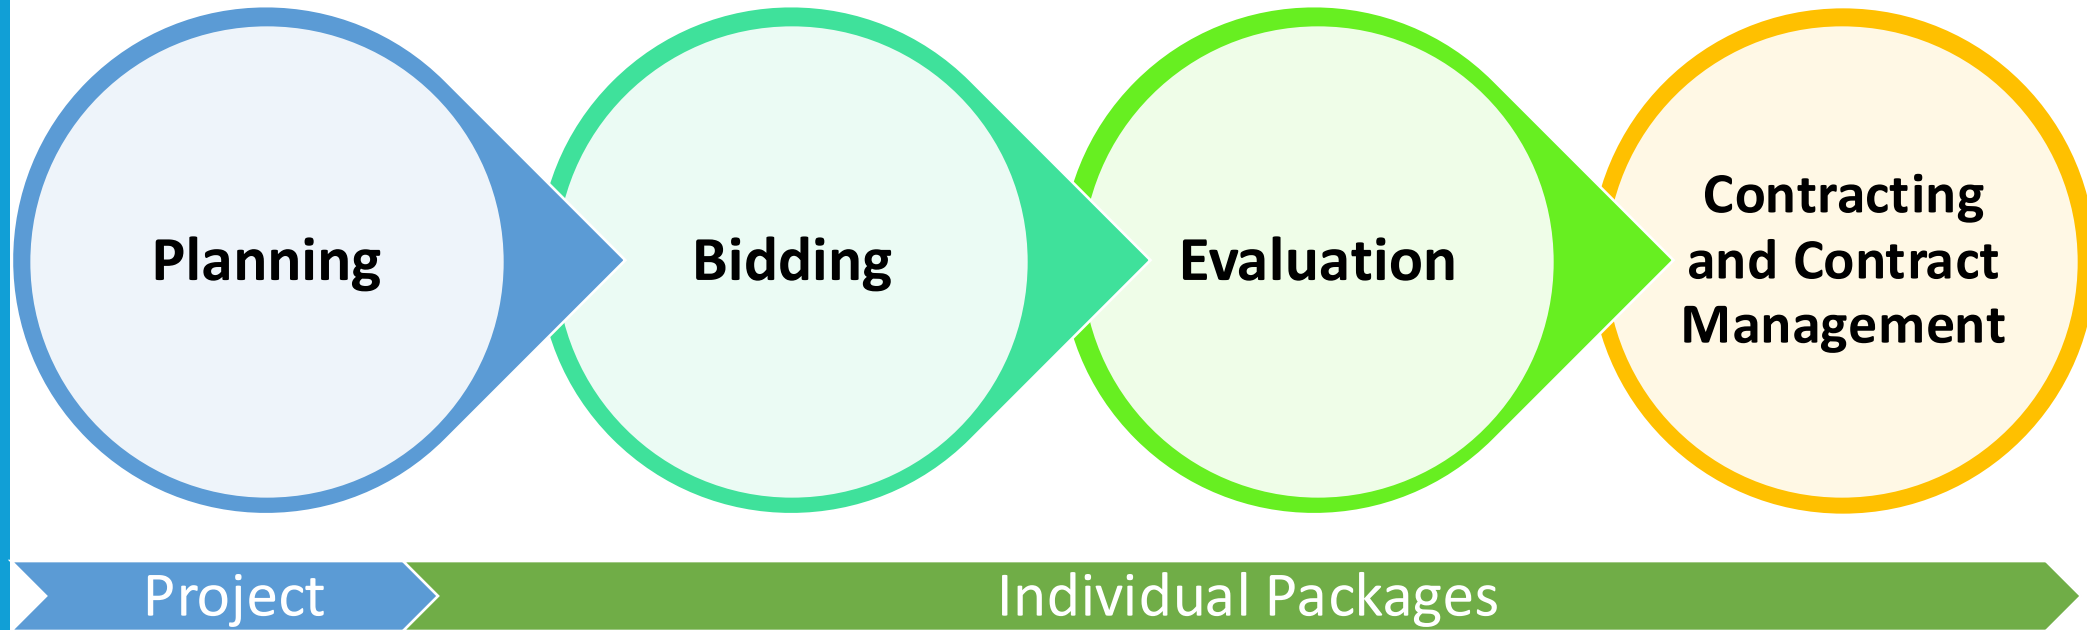 Planning
Bidding
Evaluation
Contracting
and Contract
Management
Project
Individual Packages